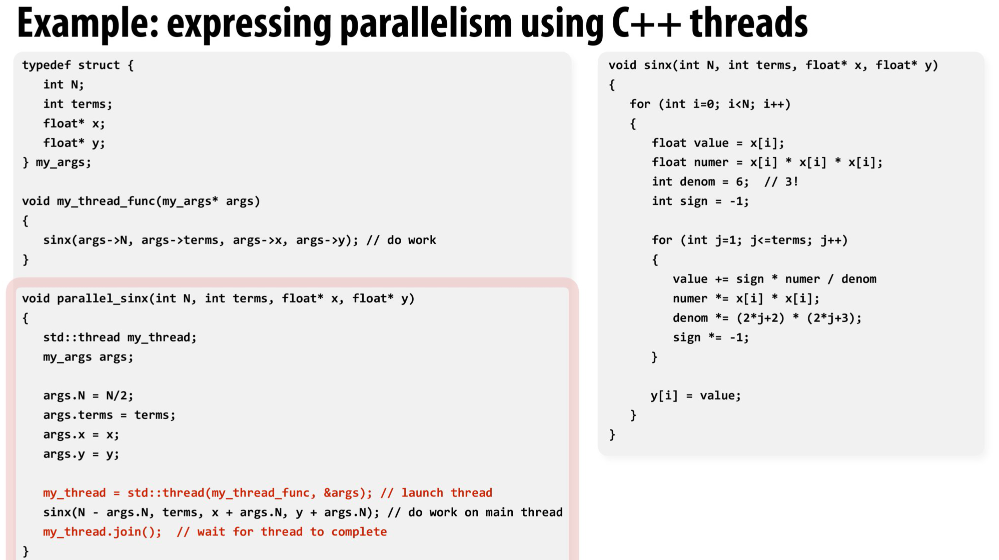 Example: expressing parallelism using C++ threads
typedef struct {
int N;
int terms;
float* x;
float* y;
} my_args;
void my_thread_func(my_args* args)
{
sinx(args->N, args->terms, args->x, args->y); // do work
}
void parallel_sinx(int N, int terms, float* x, float* y)
{
std::thread my_thread;
my_args args;
args.N = N/2;
args.terms = terms;
args.x = x;
args.y = y;
my_thread = std::thread(my_thread_func, &args); // launch thread
sinx(N - args.N, terms, x + args.N, y + args.N); // do work on main thread
my_thread.join();  // wait for thread to complete
}
void sinx(int N, int terms, float* x, float* y)
{
for (int i=0; i<N; i++)
{
float value = x[i];
float numer = x[i] * x[i] * x[i];
int denom = 6;  // 3!
int sign = -1;
for (int j=1; j<=terms; j++)
{
value += sign * numer / denom
numer *= x[i] * x[i];
denom *= (2*j+2) * (2*j+3);
sign *= -1;
}
y[i] = value;
}
}